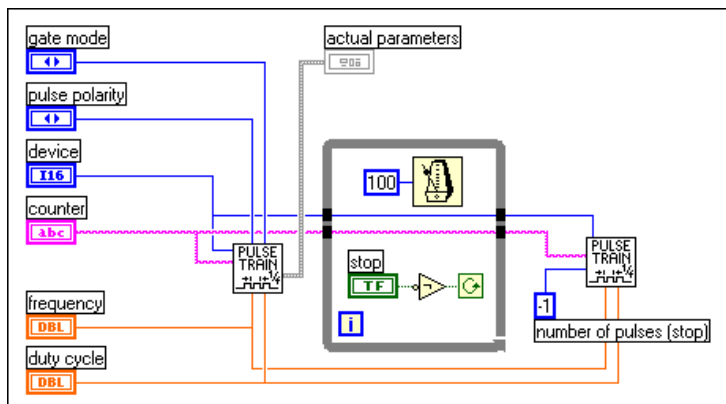 gate mode
actual parameters
pulse polarity
device
I16
100
counter
abc
PULSE
TRAIN
PULSE
TRAIN
stop
TF
-1
frequency
DBL
i
number of pulses (stop)
duty cycle
DBL